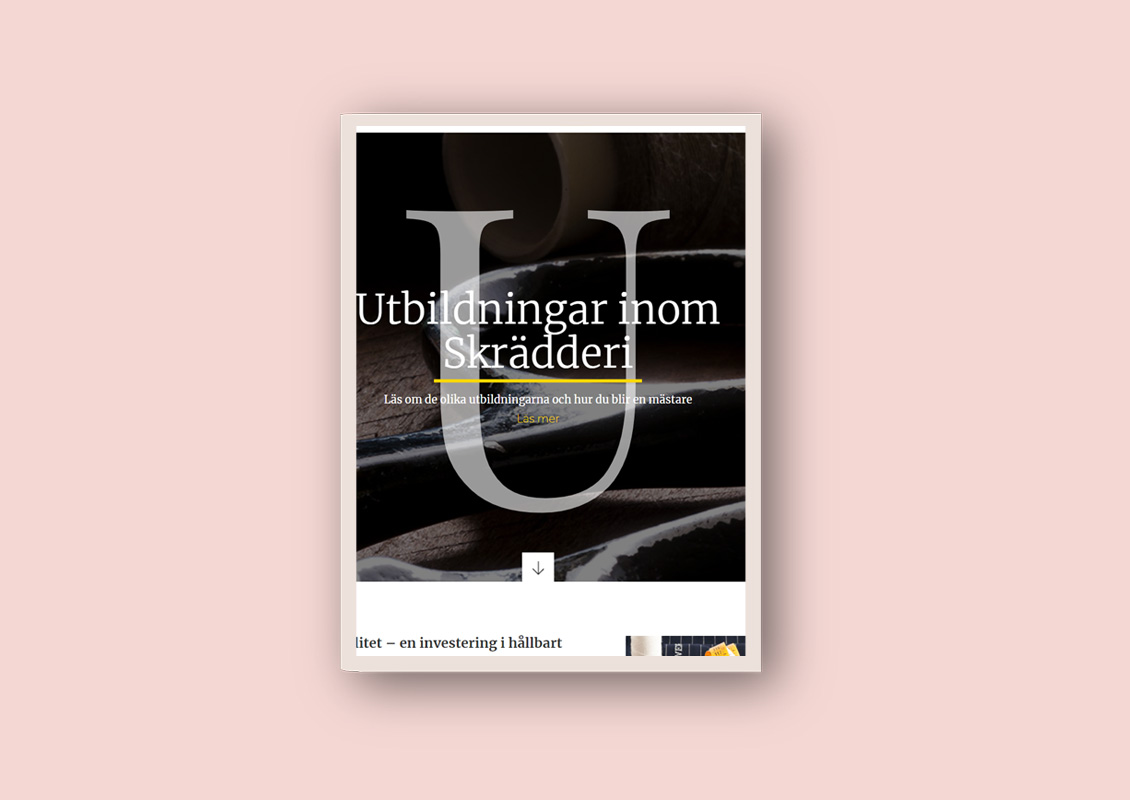 U
Utbildningar inom
Skrädderi
Läs om de olika utbildningarna och hur du blir en mästare
Läs mer
litet – en investering i hållbart